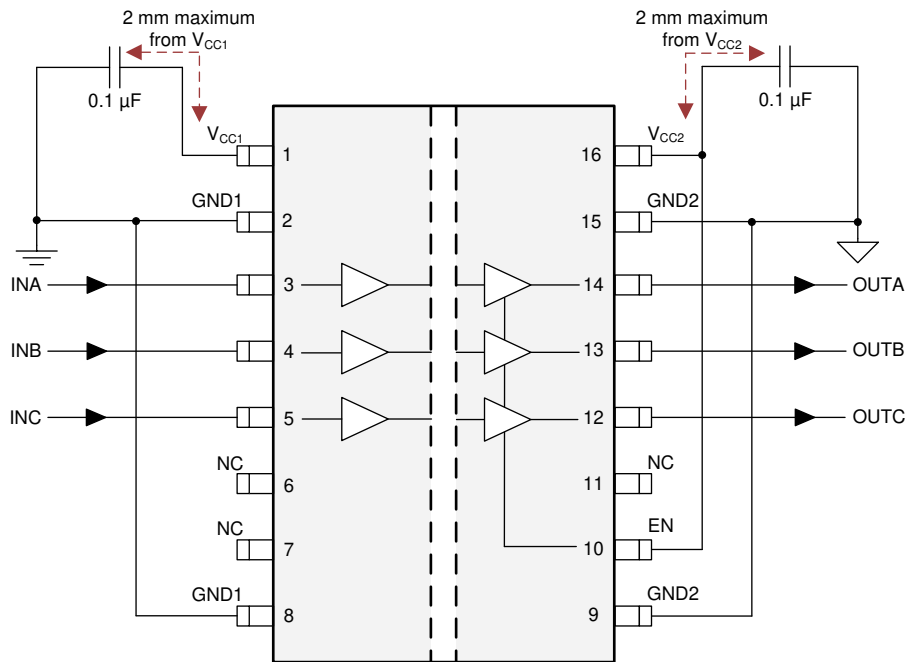 2 mm maximum
from VCC1
2 mm maximum
from VCC2
0.1 µF
0.1 µF
VCC1
1
16
VCC2
GND1
2
15
GND2
INA
3
14
OUTA
INB
4
13
OUTB
INC
5
12
OUTC
NC
6
11
NC
NC
7
10
EN
GND1
8
9
GND2